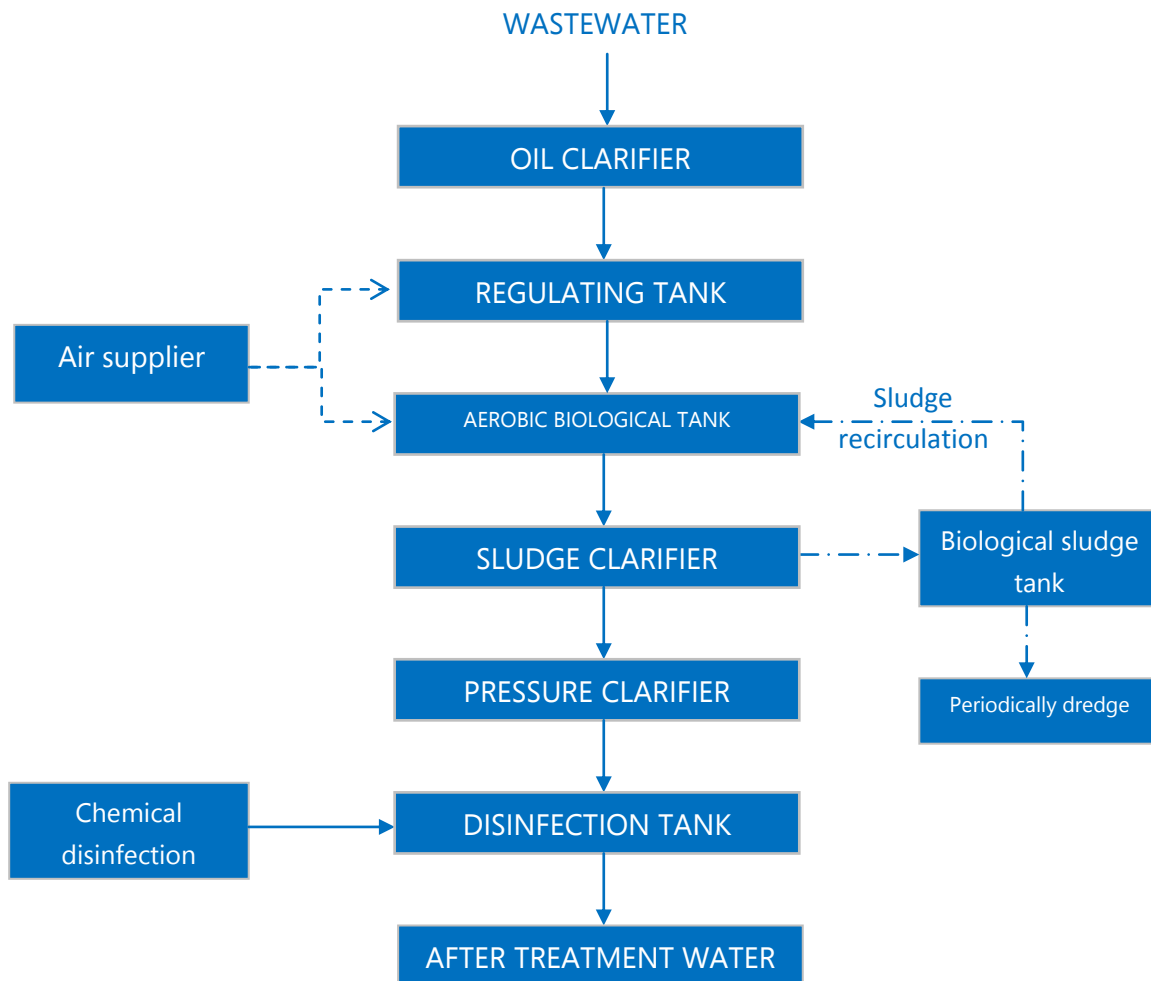 WASTEWATER
OIL CLARIFIER
REGULATING TANK
Air supplier
AEROBIC BIOLOGICAL TANK
Sludge
recirculation
SLUDGE CLARIFIER
Biological sludge
tank
PRESSURE CLARIFIER
Periodically dredge
Chemical
disinfection
DISINFECTION TANK
AFTER TREATMENT WATER